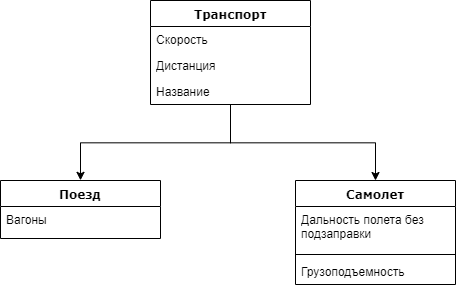 Транспорт
Скорость
Дистанция
Название
Поезд
Вагоны
Самолет
Дальность полета без
подзаправки
Грузоподъемность